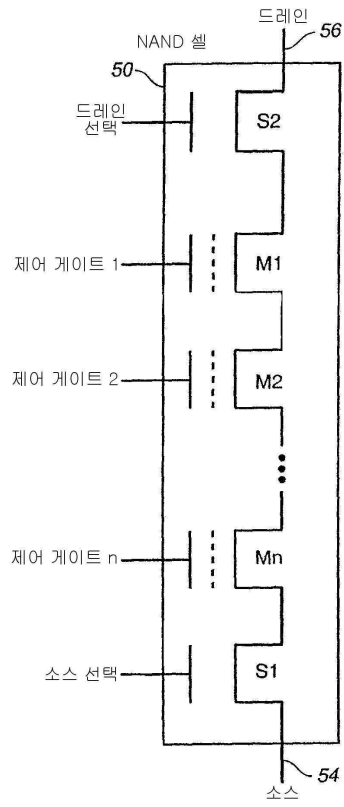 드레인
56
NAND 셀
50
드레인
선택
S2
제어 게이트 1
M1
제어 게이트 2
M2
제어 게이트 n
Mn
소스 선택
S1
54
소스